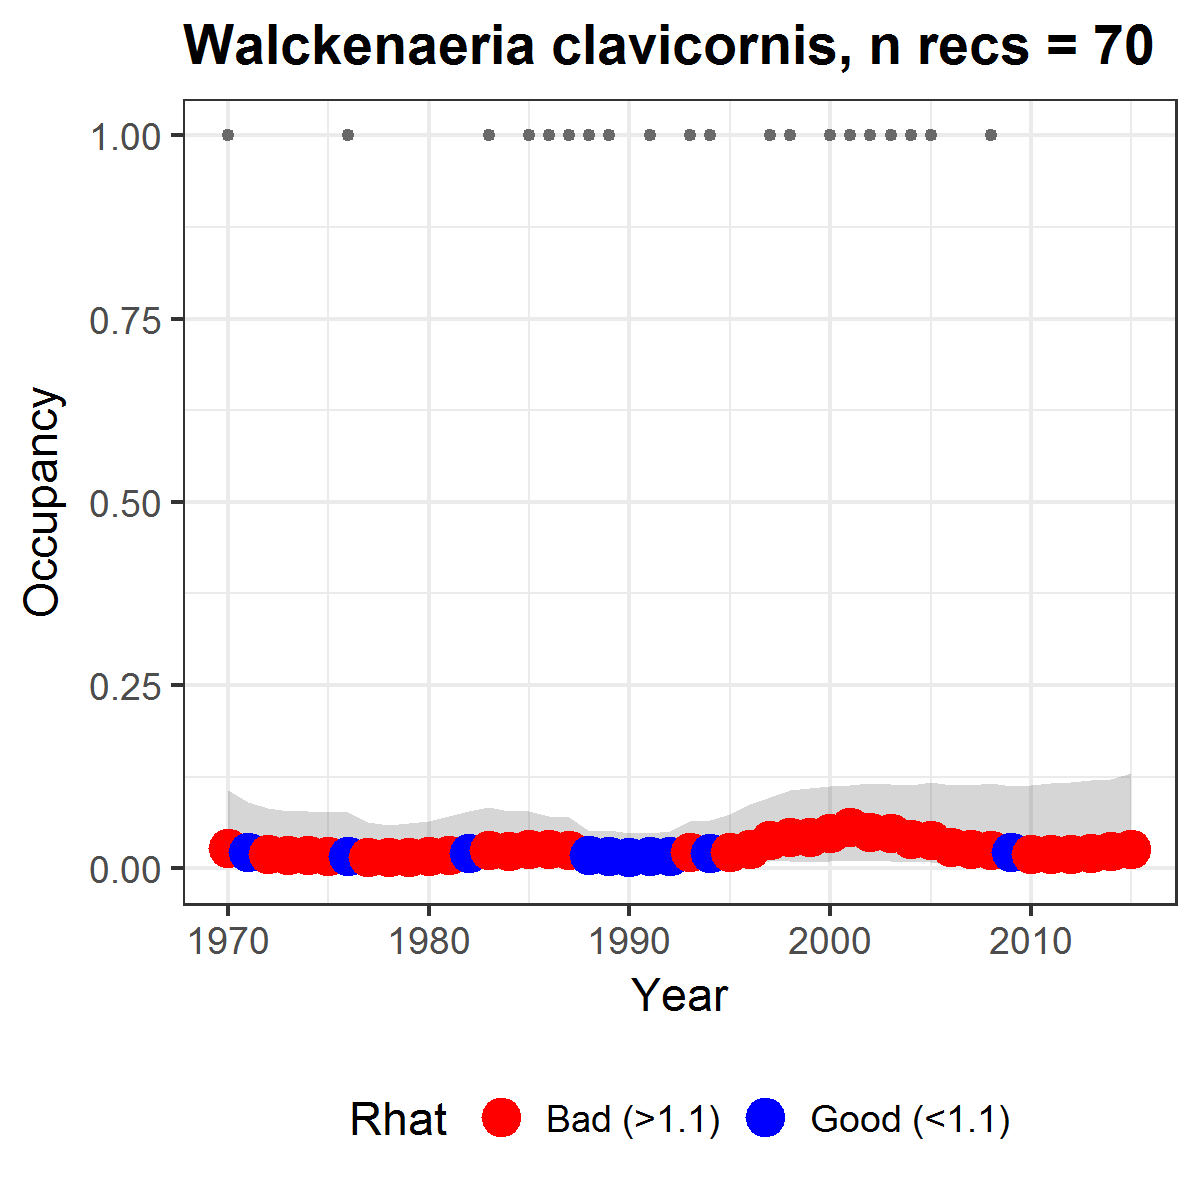 Walckenaeria clavicornis, n recs = 70
1.00
0.75
0.50
0.25
0.00
Occupancy
1970 1980 1990 2000 2010
Year
Rhat Bad (>1.1) Good (<1.1)